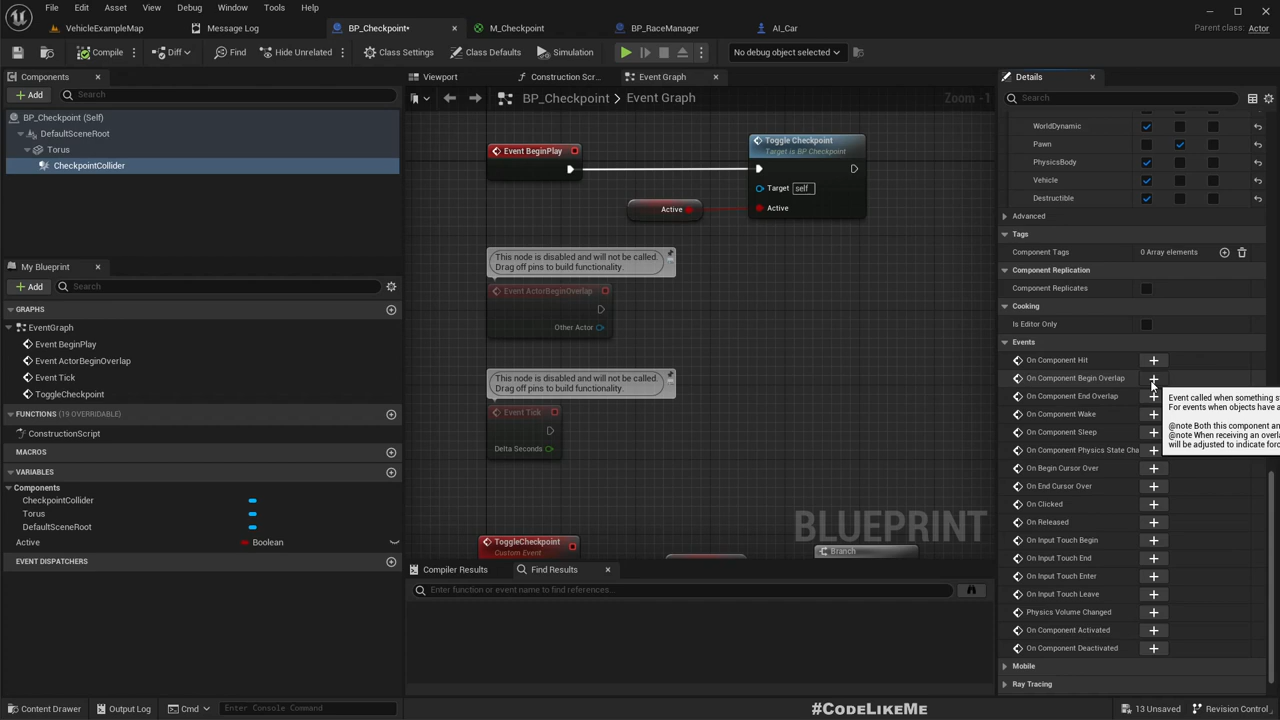 File Edit Asset View Debug Window Tools Help
VehicleExampleMap Message Log BP_Checkpoint* M_Checkpoint BP_RaceManager AI_Car Parent class: Actor
Compile Diff Find Hide Unrelated Class Settings Class Defaults Simulation No debug object selected
Components
Add Search
BP_Checkpoint (Self)
DefaultSceneRoot
Torus
CheckpointCollider
My Blueprint
Add Search
GRAPHS
EventGraph
Event BeginPlay
Event ActorBeginOverlap
Event Tick
ToggleCheckpoint
FUNCTIONS (19 OVERRIDABLE)
ConstructionScript
MACROS
VARIABLES
Components
CheckpointCollider
Torus
DefaultSceneRoot
Active Boolean
EVENT DISPATCHERS
Viewport Construction Scr... Event Graph
BP_Checkpoint > Event Graph Zoom -1
Event BeginPlay
Toggle Checkpoint
Target is BP Checkpoint
Target self
Active
Active
This node is disabled and will not be called.
Drag off pins to build functionality.
Event ActorBeginOverlap
Other Actor
This node is disabled and will not be called.
Drag off pins to build functionality.
Event Tick
Delta Seconds
BLUEPRINT
ToggleCheckpoint
Custom Event
Branch
Compiler Results Find Results
Enter function or event name to find references...
Details
Search
WorldDynamic
Pawn
PhysicsBody
Vehicle
Destructible
Advanced
Tags
Component Tags 0 Array elements
Component Replication
Component Replicates
Cooking
Is Editor Only
Events
On Component Hit
On Component Begin Overlap
On Component End Overlap
On Component Wake
On Component Sleep
On Component Physics State Cha
On Begin Cursor Over
On End Cursor Over
On Clicked
On Released
On Input Touch Begin
On Input Touch End
On Input Touch Enter
On Input Touch Leave
Physics Volume Changed
On Component Activated
On Component Deactivated
Mobile
Ray Tracing
Event called when something s
For events when objects have a
@note Both this component an
@note When receiving an overla
will be adjusted to indicate forc
Content Drawer Output Log Cmd Enter Console Command #CodeLikeMe 13 Unsaved Revision Control